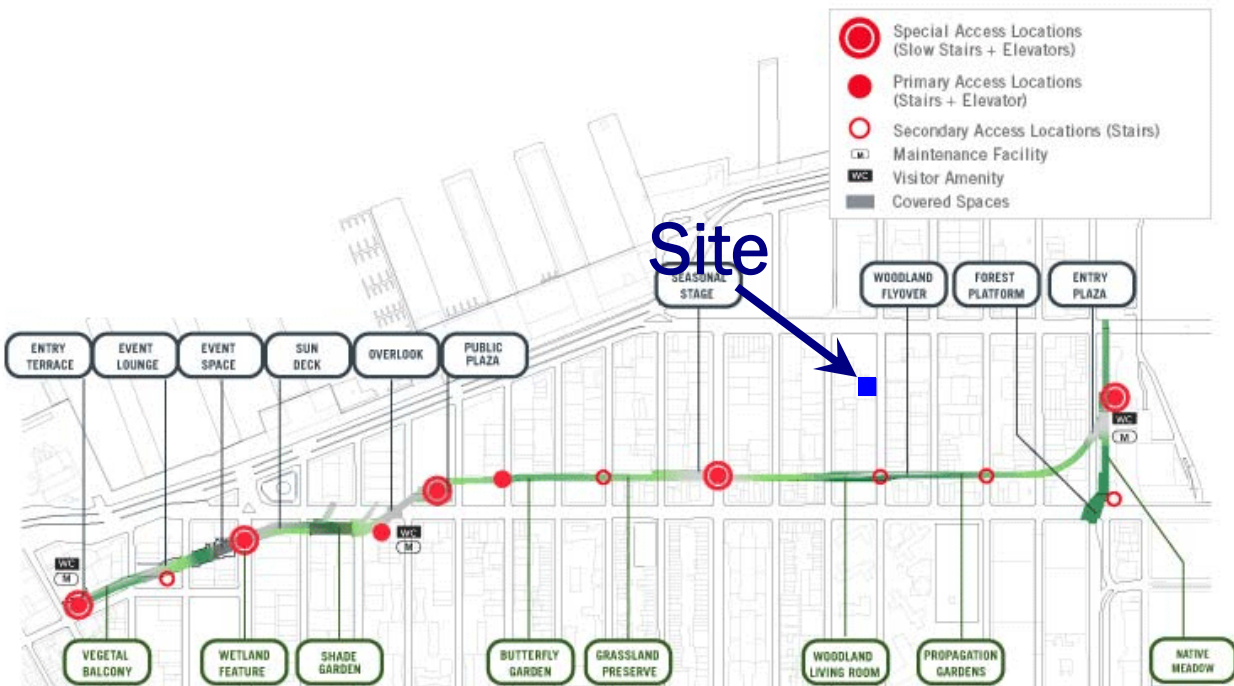 Special Access Locations
(Slow Stairs + Elevators)
Primary Access Locations
(Stairs + Elevator)
Secondary Access Locations (Stairs)
M
Maintenance Facility
WC
Visitor Amenity
Covered Spaces
Site
SEASONAL
STAGE
WOODLAND
FLYOVER
FOREST
PLATFORM
ENTRY
PLAZA
ENTRY
TERRACE
EVENT
LOUNGE
EVENT
SPACE
SUN
DECK
OVERLOOK
PUBLIC
PLAZA
WC
M
WC
M
WC
M
VEGETAL
BALCONY
WETLAND
FEATURE
SHADE
GARDEN
BUTTERFLY
GARDEN
GRASSLAND
PRESERVE
WOODLAND
LIVING ROOM
PROPAGATION
GARDENS
NATIVE
MEADOW